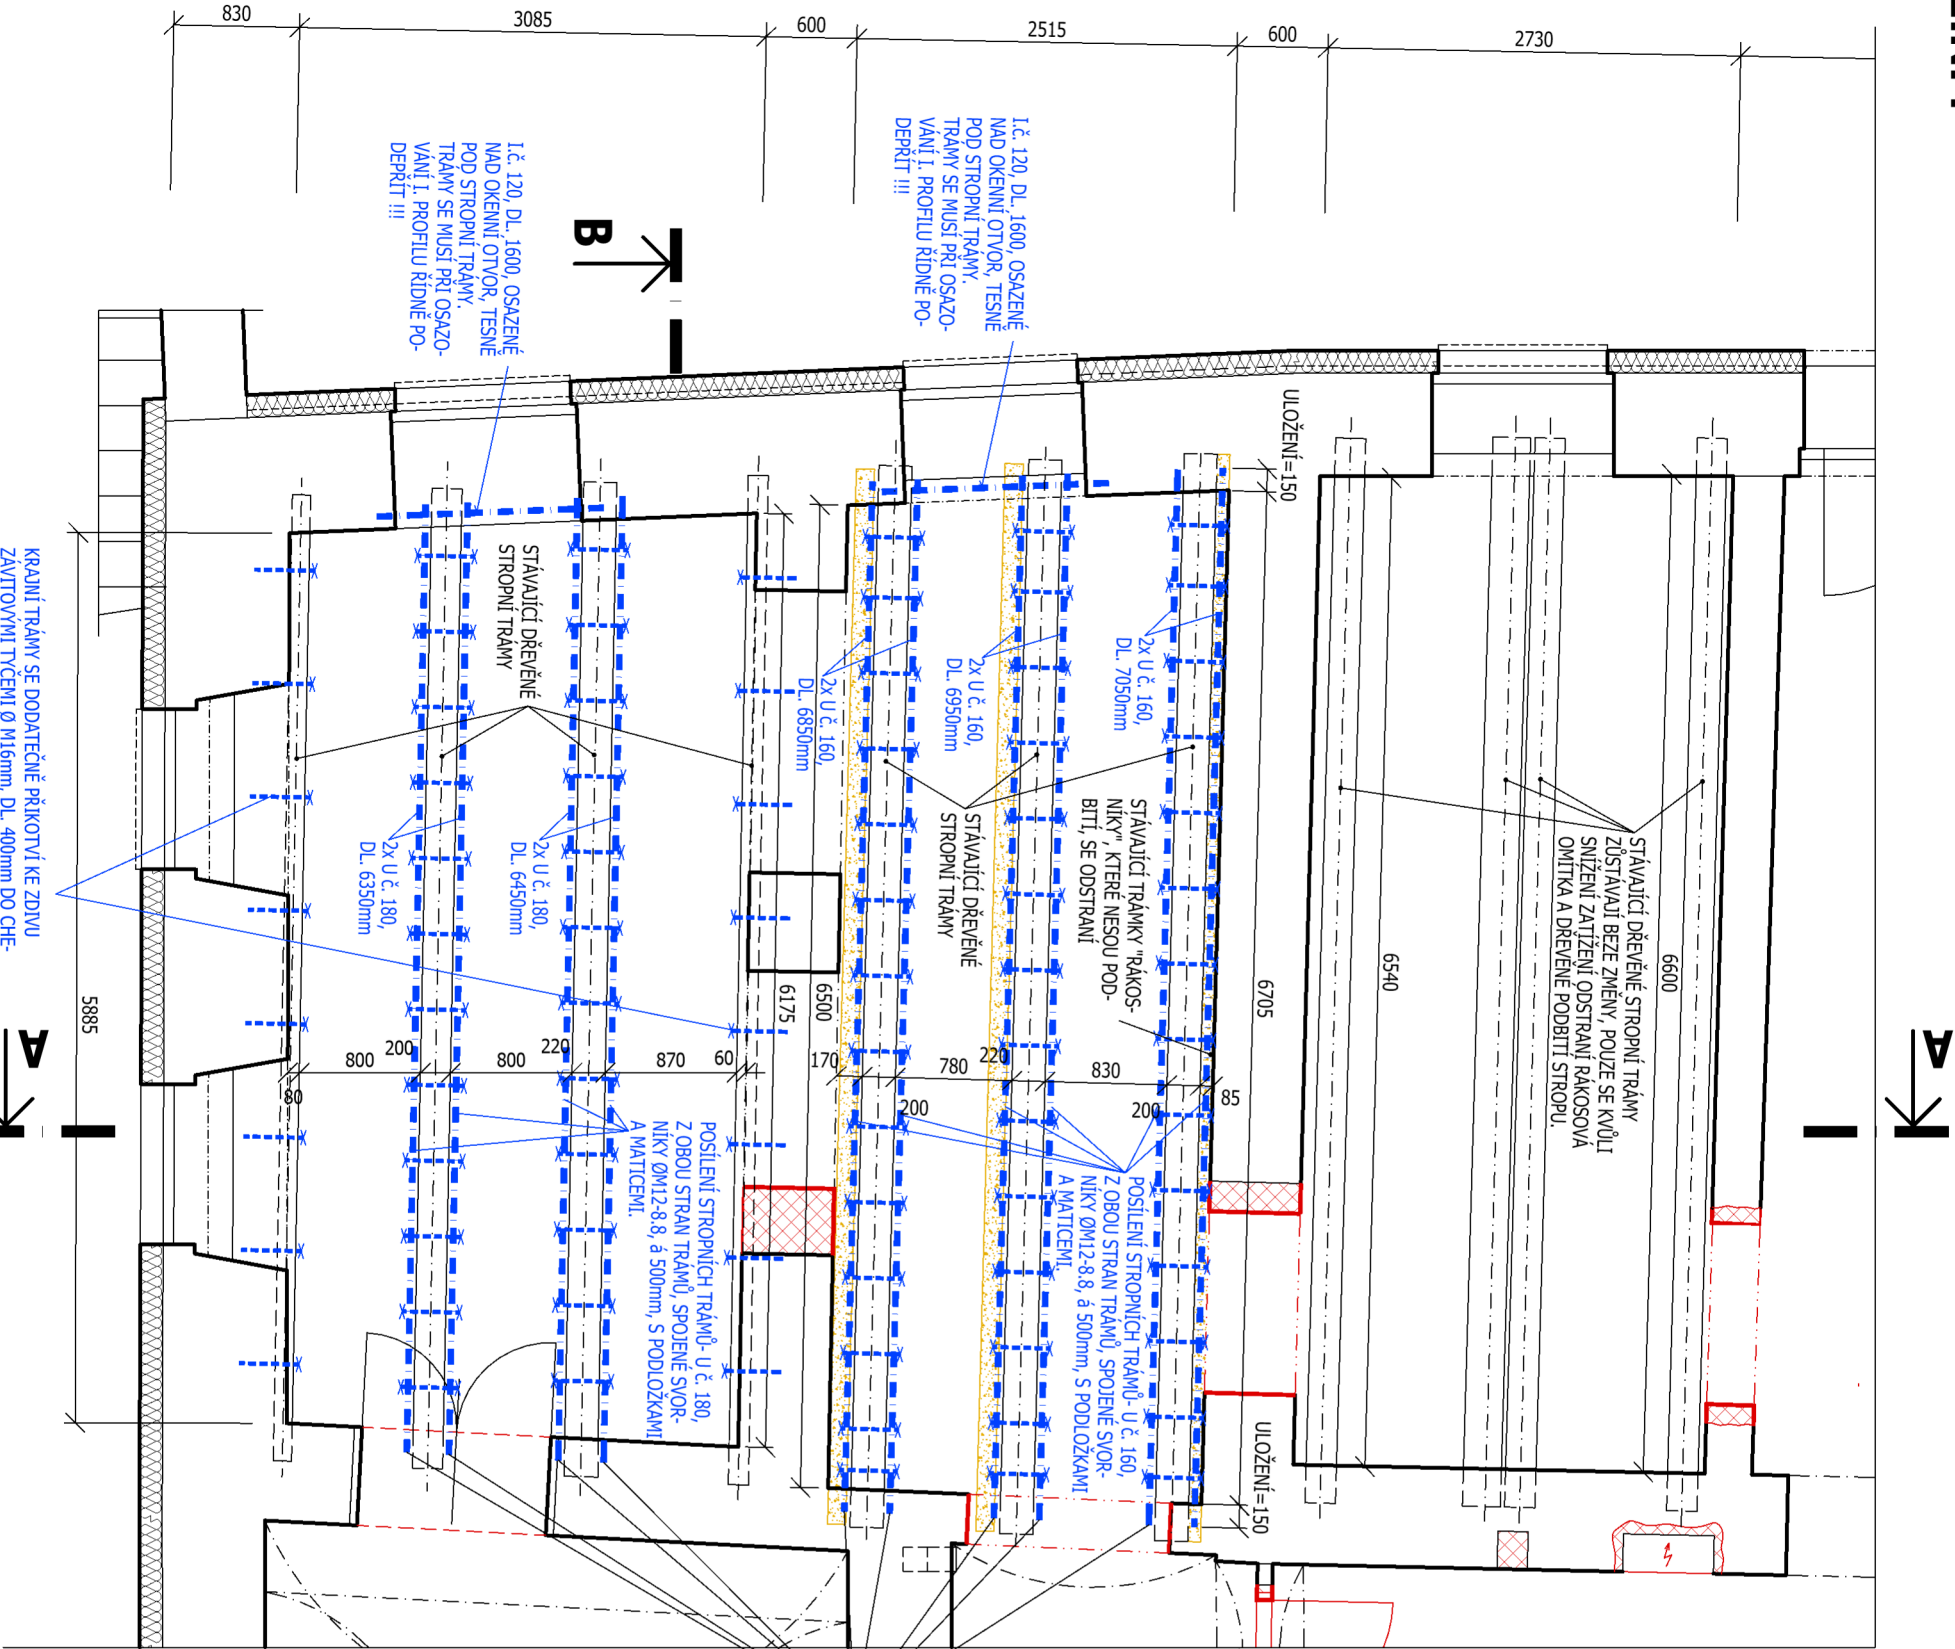 830
3085
600
2515
600
2730
I.č. 120, DL. 1600, OSAZENÉ
NAD OKENNÍ OTVOR, TESNĚ
POD STROPNÍ TRÁMY.
TRÁMY SE MUSÍ PŘI OSAZO-
VÁNÍ I. PROFILU ŘÍDNĚ PO-
DEPŘÍT !!!
I.č. 120, DL. 1600, OSAZENÉ
NAD OKENNÍ OTVOR, TESNĚ
POD STROPNÍ TRÁMY.
TRÁMY SE MUSÍ PŘI OSAZO-
VÁNÍ I. PROFILU ŘÍDNĚ PO-
DEPŘÍT !!!
B
ULOŽENÍ=150
STÁVAJÍCÍ DŘEVĚNÉ
STROPNÍ TRÁMY
2x U č. 160,
DL. 6850mm
2x U č. 160,
DL. 6950mm
2x U č. 160,
DL. 7050mm
STÁVAJÍCÍ TRÁMKY "RÁKOS-
NÍKY", KTERÉ NESOU POD-
BITÍ, SE ODSTRANÍ
STÁVAJÍCÍ DŘEVĚNÉ
STROPNÍ TRÁMY
STÁVAJÍCÍ DŘEVĚNÉ STROPNÍ TRÁMY
ZŮSTÁVAJÍ BEZE ZMĚNY, POUZE SE KVŮLI
SNÍŽENÍ ZATÍŽENÍ ODSTRANÍ RÁKOSOVÁ
OMÍTKA A DŘEVĚNÉ PODBITÍ STROPU.
2x U č. 180,
DL. 6350mm
2x U č. 180,
DL. 6450mm
KRAJNÍ TRÁMY SE DODATEČNĚ PŘIKOTVÍ KE ZDIVU
ZÁVITOVÝMI TYČEMI Ø M16mm, DL. 400mm DO CHE-
5885
6175
6500
6705
6540
6600
A
A
80
800
200
800
220
870
60
170
200
780
220
830
200
85
POSÍLENÍ STROPNÍCH TRÁMŮ- U č. 180,
Z OBOU STRAN TRÁMŮ, SPOJENÉ SVOR-
NÍKY ØM12-8.8, á 500mm, S PODLOŽKAMI
A MATICEMI.
POSÍLENÍ STROPNÍCH TRÁMŮ- U č. 160,
Z OBOU STRAN TRÁMŮ, SPOJENÉ SVOR-
NÍKY ØM12-8.8, á 500mm, S PODLOŽKAMI
A MATICEMI.
ULOŽENÍ=150